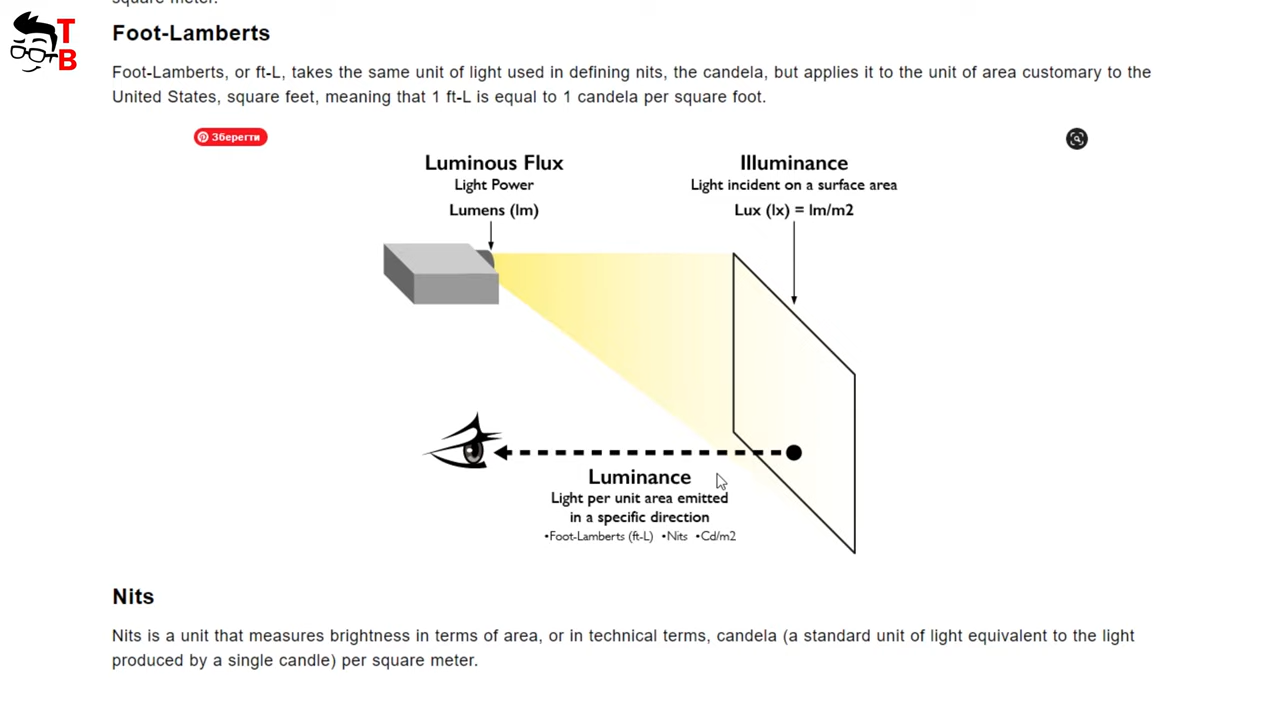 square meter.
T
B
Foot-Lamberts
Foot-Lamberts, or ft-L, takes the same unit of light used in defining nits, the candela, but applies it to the unit of area customary to the
United States, square feet, meaning that 1 ft-L is equal to 1 candela per square foot.
Зберегти
Luminous Flux
Light Power
Lumens (lm)
Illuminance
Light incident on a surface area
Lux (lx) = lm/m2
Luminance
Light per unit area emitted
in a specific direction
•Foot-Lamberts (ft-L) •Nits •Cd/m2
Nits
Nits is a unit that measures brightness in terms of area, or in technical terms, candela (a standard unit of light equivalent to the light
produced by a single candle) per square meter.